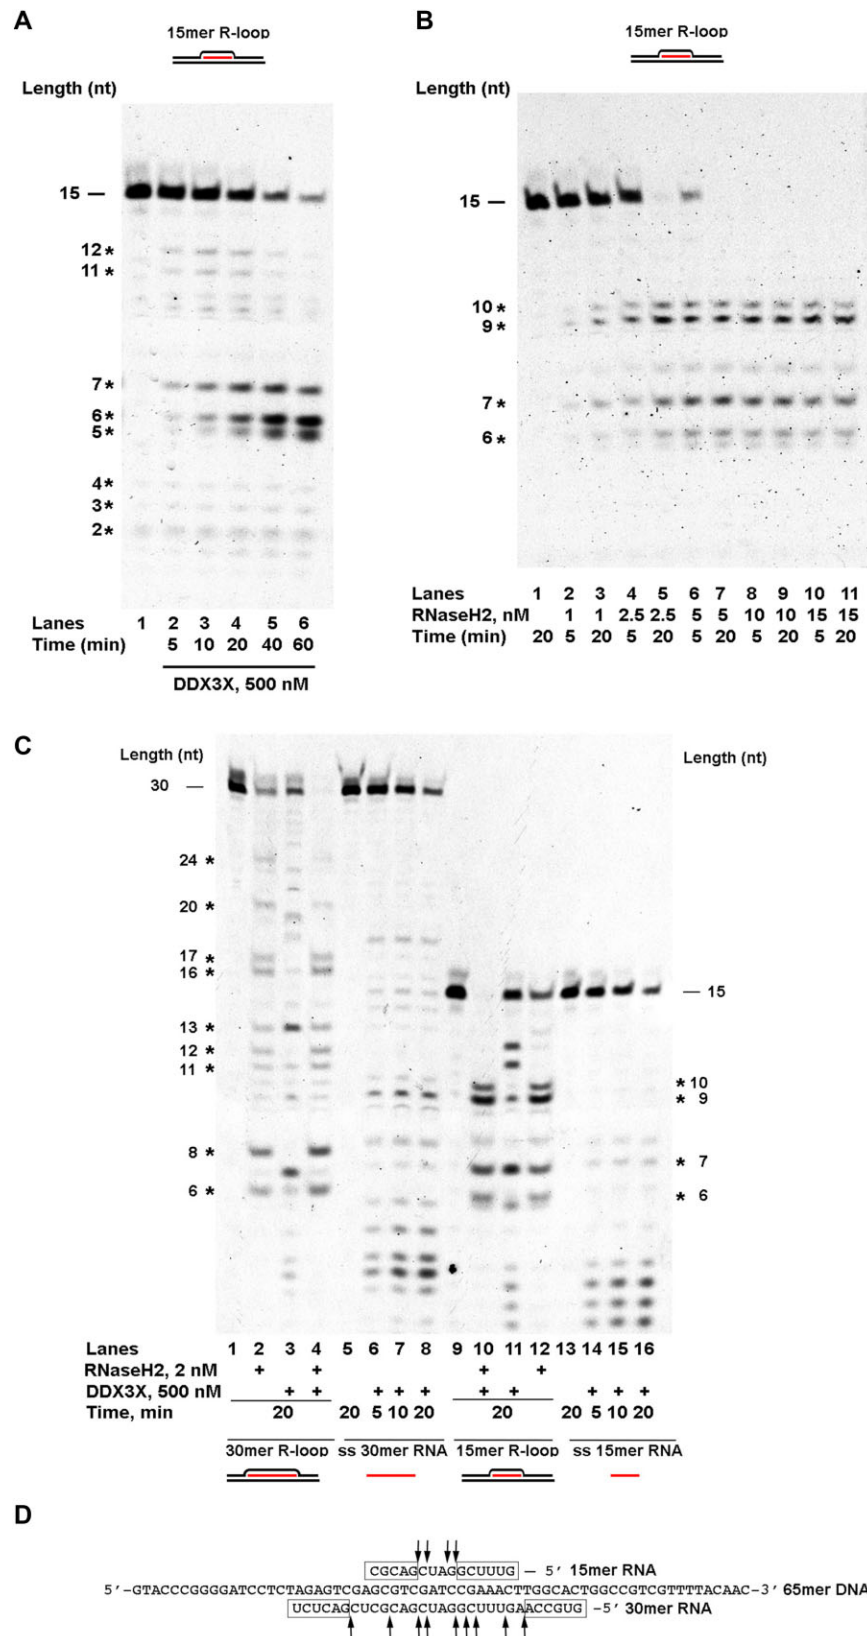 A
15mer R-loop
Length (nt)
15 —
12 *
11 *
7 *
6 *
5 *
4 *
3 *
2 *
Lanes 1 2 3 4 5 6
Time (min) 5 10 20 40 60
DDX3X, 500 nM
B
15mer R-loop
Length (nt)
15 —
10 *
9 *
7 *
6 *
Lanes 1 2 3 4 5 6 7 8 9 10 11
RNaseH2, nM 1 1 2.5 2.5 5 5 10 10 15 15
Time (min) 20 5 20 5 20 5 20 5 20 5 20
C
Length (nt)
30 —
24 *
20 *
17 *
16 *
13 *
12 *
11 *
8 *
6 *
Length (nt)
— 15
* 10
* 9
* 7
* 6
Lanes 1 2 3 4 5 6 7 8 9 10 11 12 13 14 15 16
RNaseH2, 2 nM + + + +
DDX3X, 500 nM + + + + + + + + + +
Time, min 20 20 5 10 20 20 20 5 10 20
30mer R-loop ss 30mer RNA 15mer R-loop ss 15mer RNA
D
CGCAGCUAGGCUUUG — 5′ 15mer RNA
5′-GTACCCGGGGATCCTCTAGAGTCGAGCGTCGATCCGAAACTTGGCACTGGCCGTCGTTTTACAAC-3′ 65mer DNA
UCUCAGCUCGCAGCUAGGCUUUGAACCGUG -5′ 30mer RNA